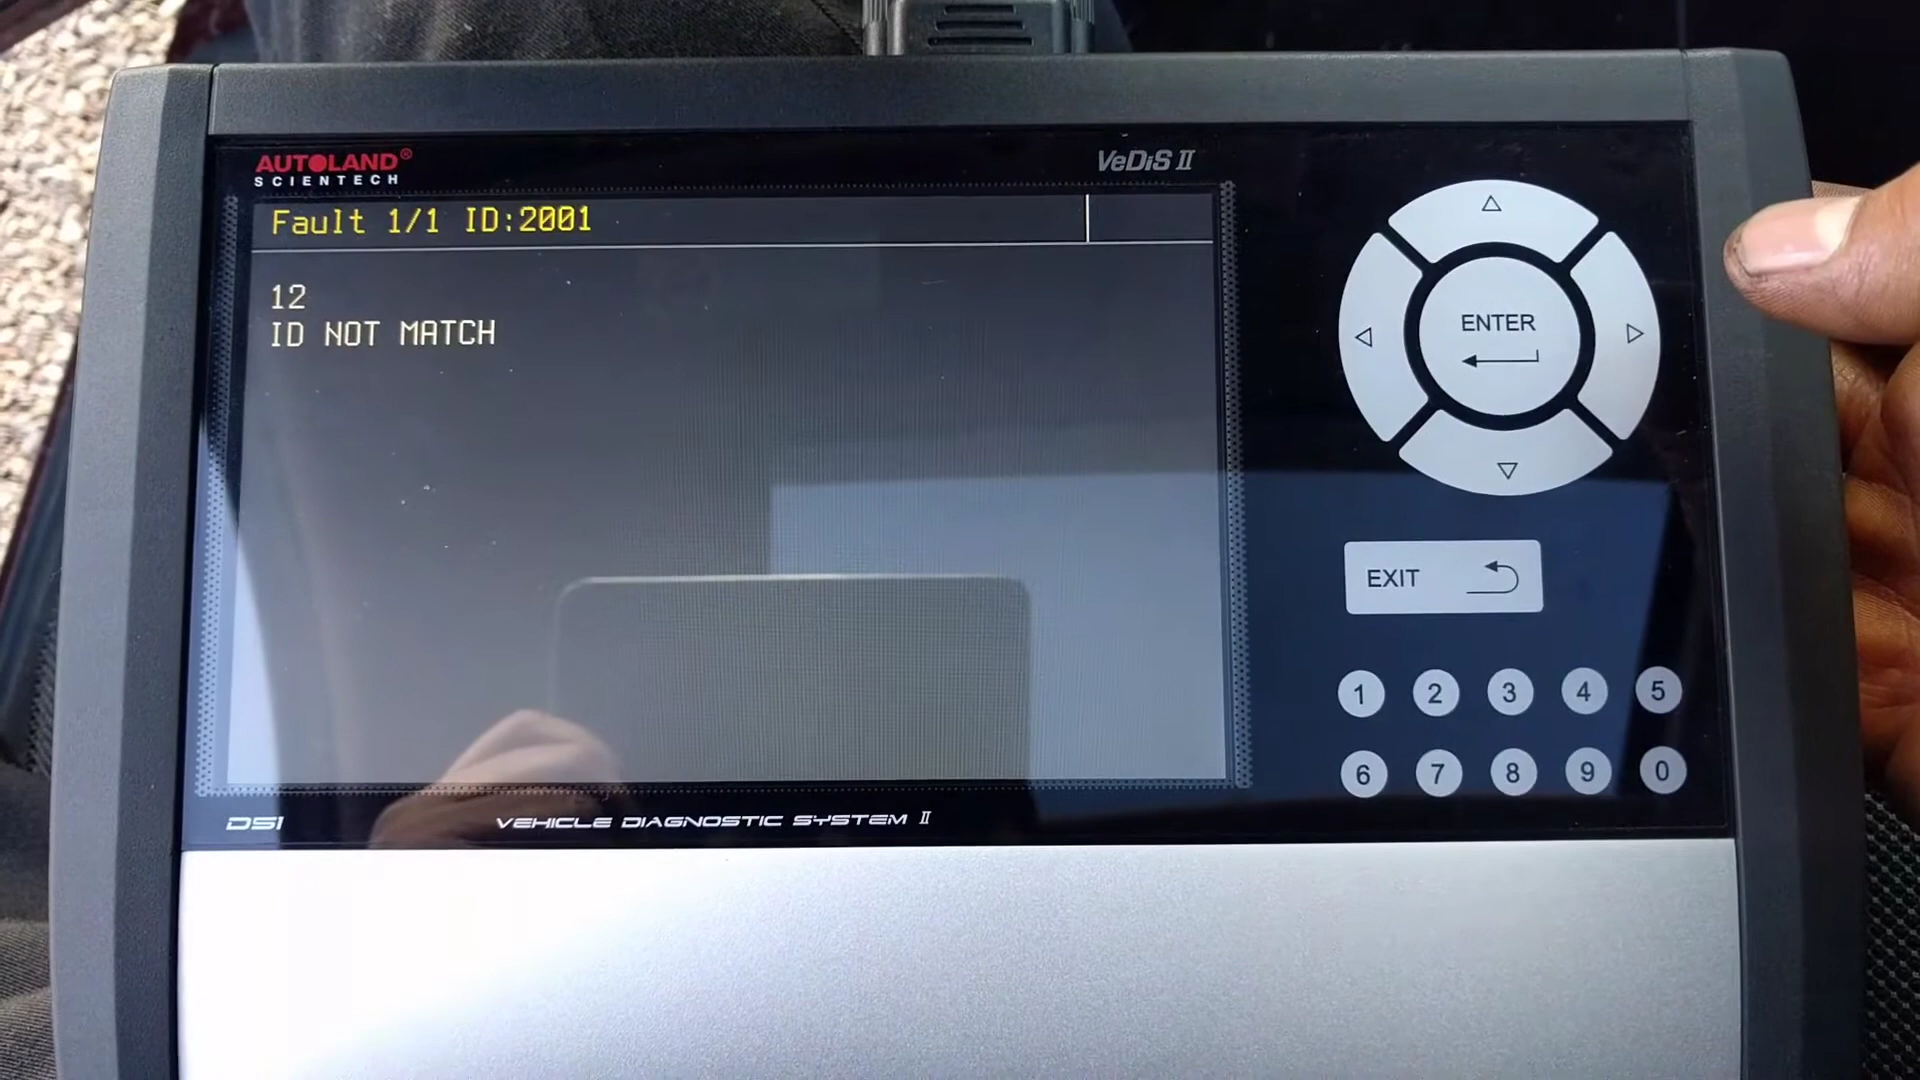 AUTOLAND®
SCIENTECH
VeDiS II
Fault 1/1 ID:2001
12
ID NOT MATCH
ENTER
EXIT
1 2 3 4 5
6 7 8 9 0
DS1
VEHICLE DIAGNOSTIC SYSTEM II